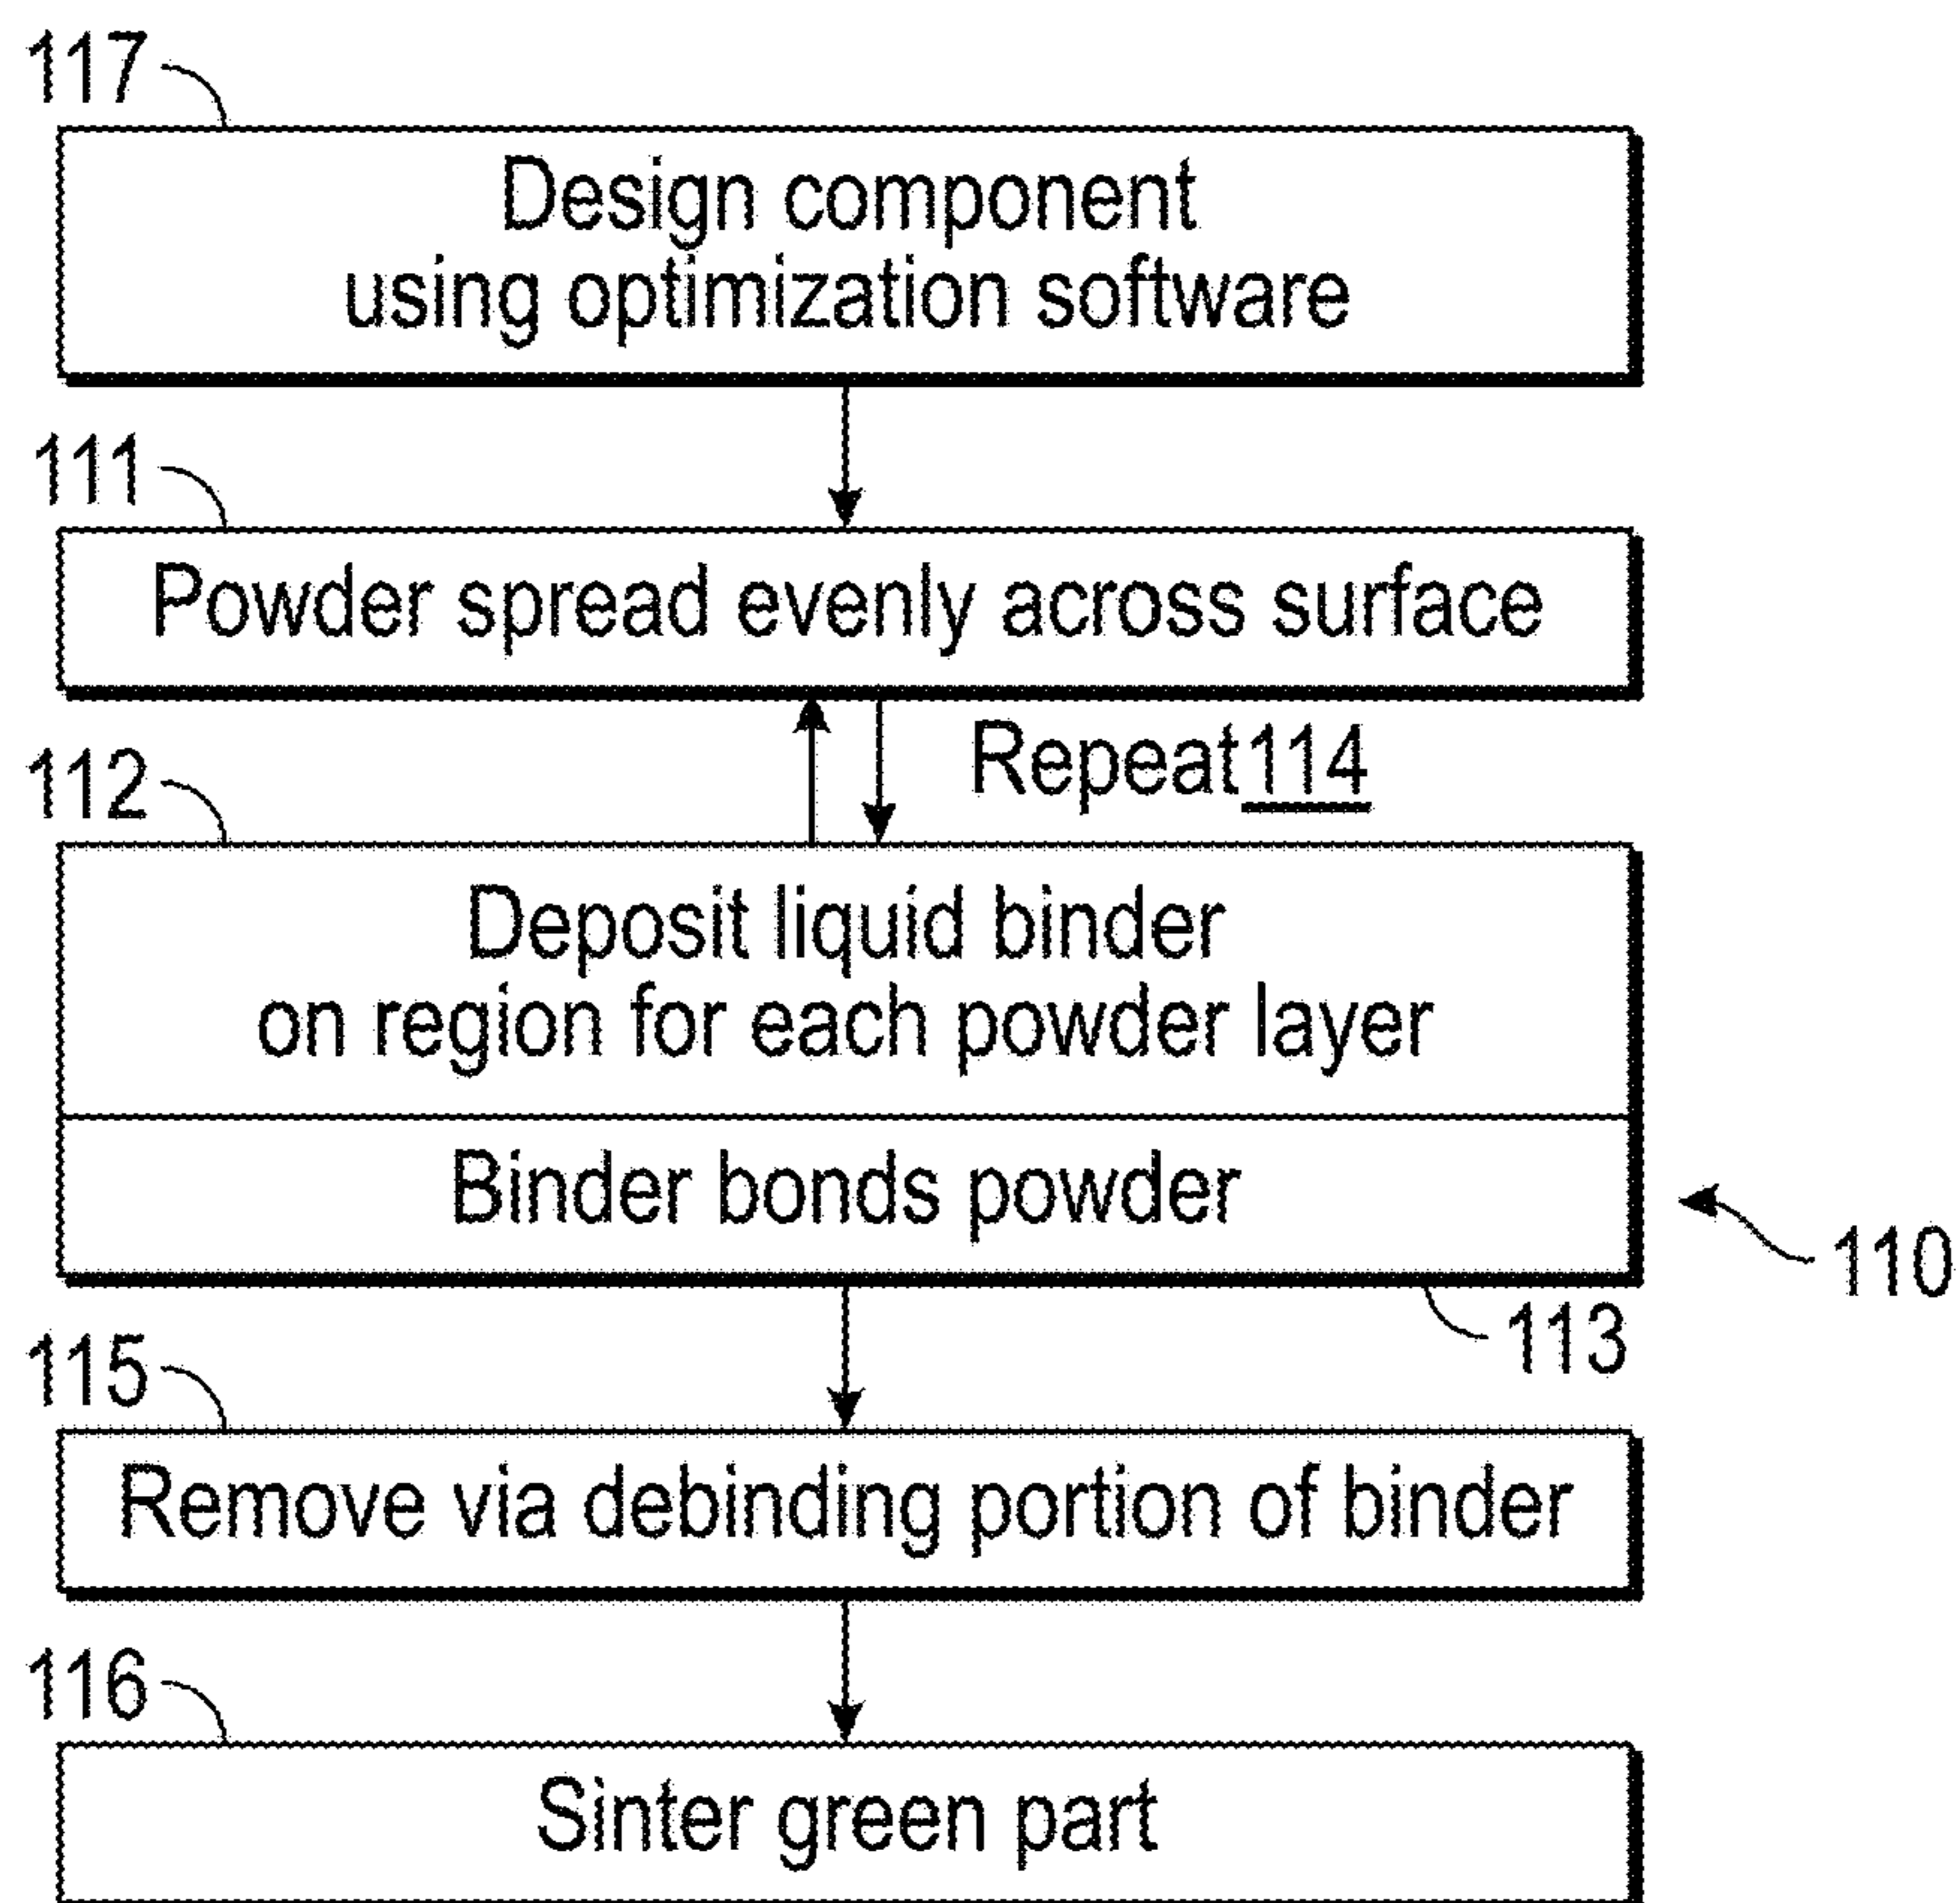 117
Design component
using optimization software
111
Powder spread evenly across surface
Repeat 114
112
Deposit liquid binder
on region for each powder layer
Binder bonds powder
110
113
115
Remove via debinding portion of binder
116
Sinter green part